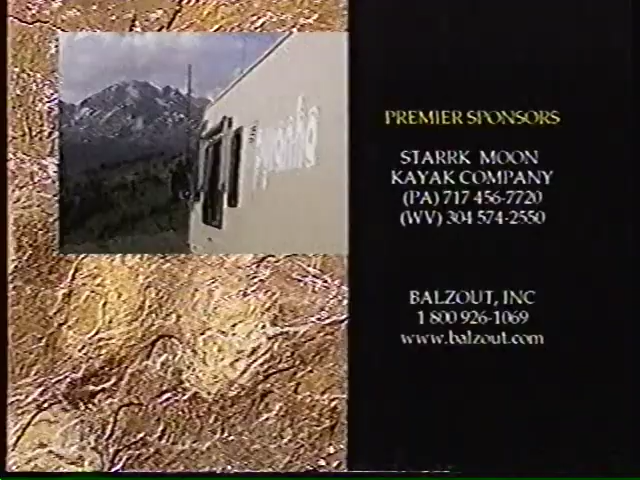 PREMIER SPONSORS
STARRK MOON
KAYAK COMPANY
(PA) 717 456-7720
(WV) 304 574-2550
BALZOUT, INC
1 800 926-1069
www.balzout.com